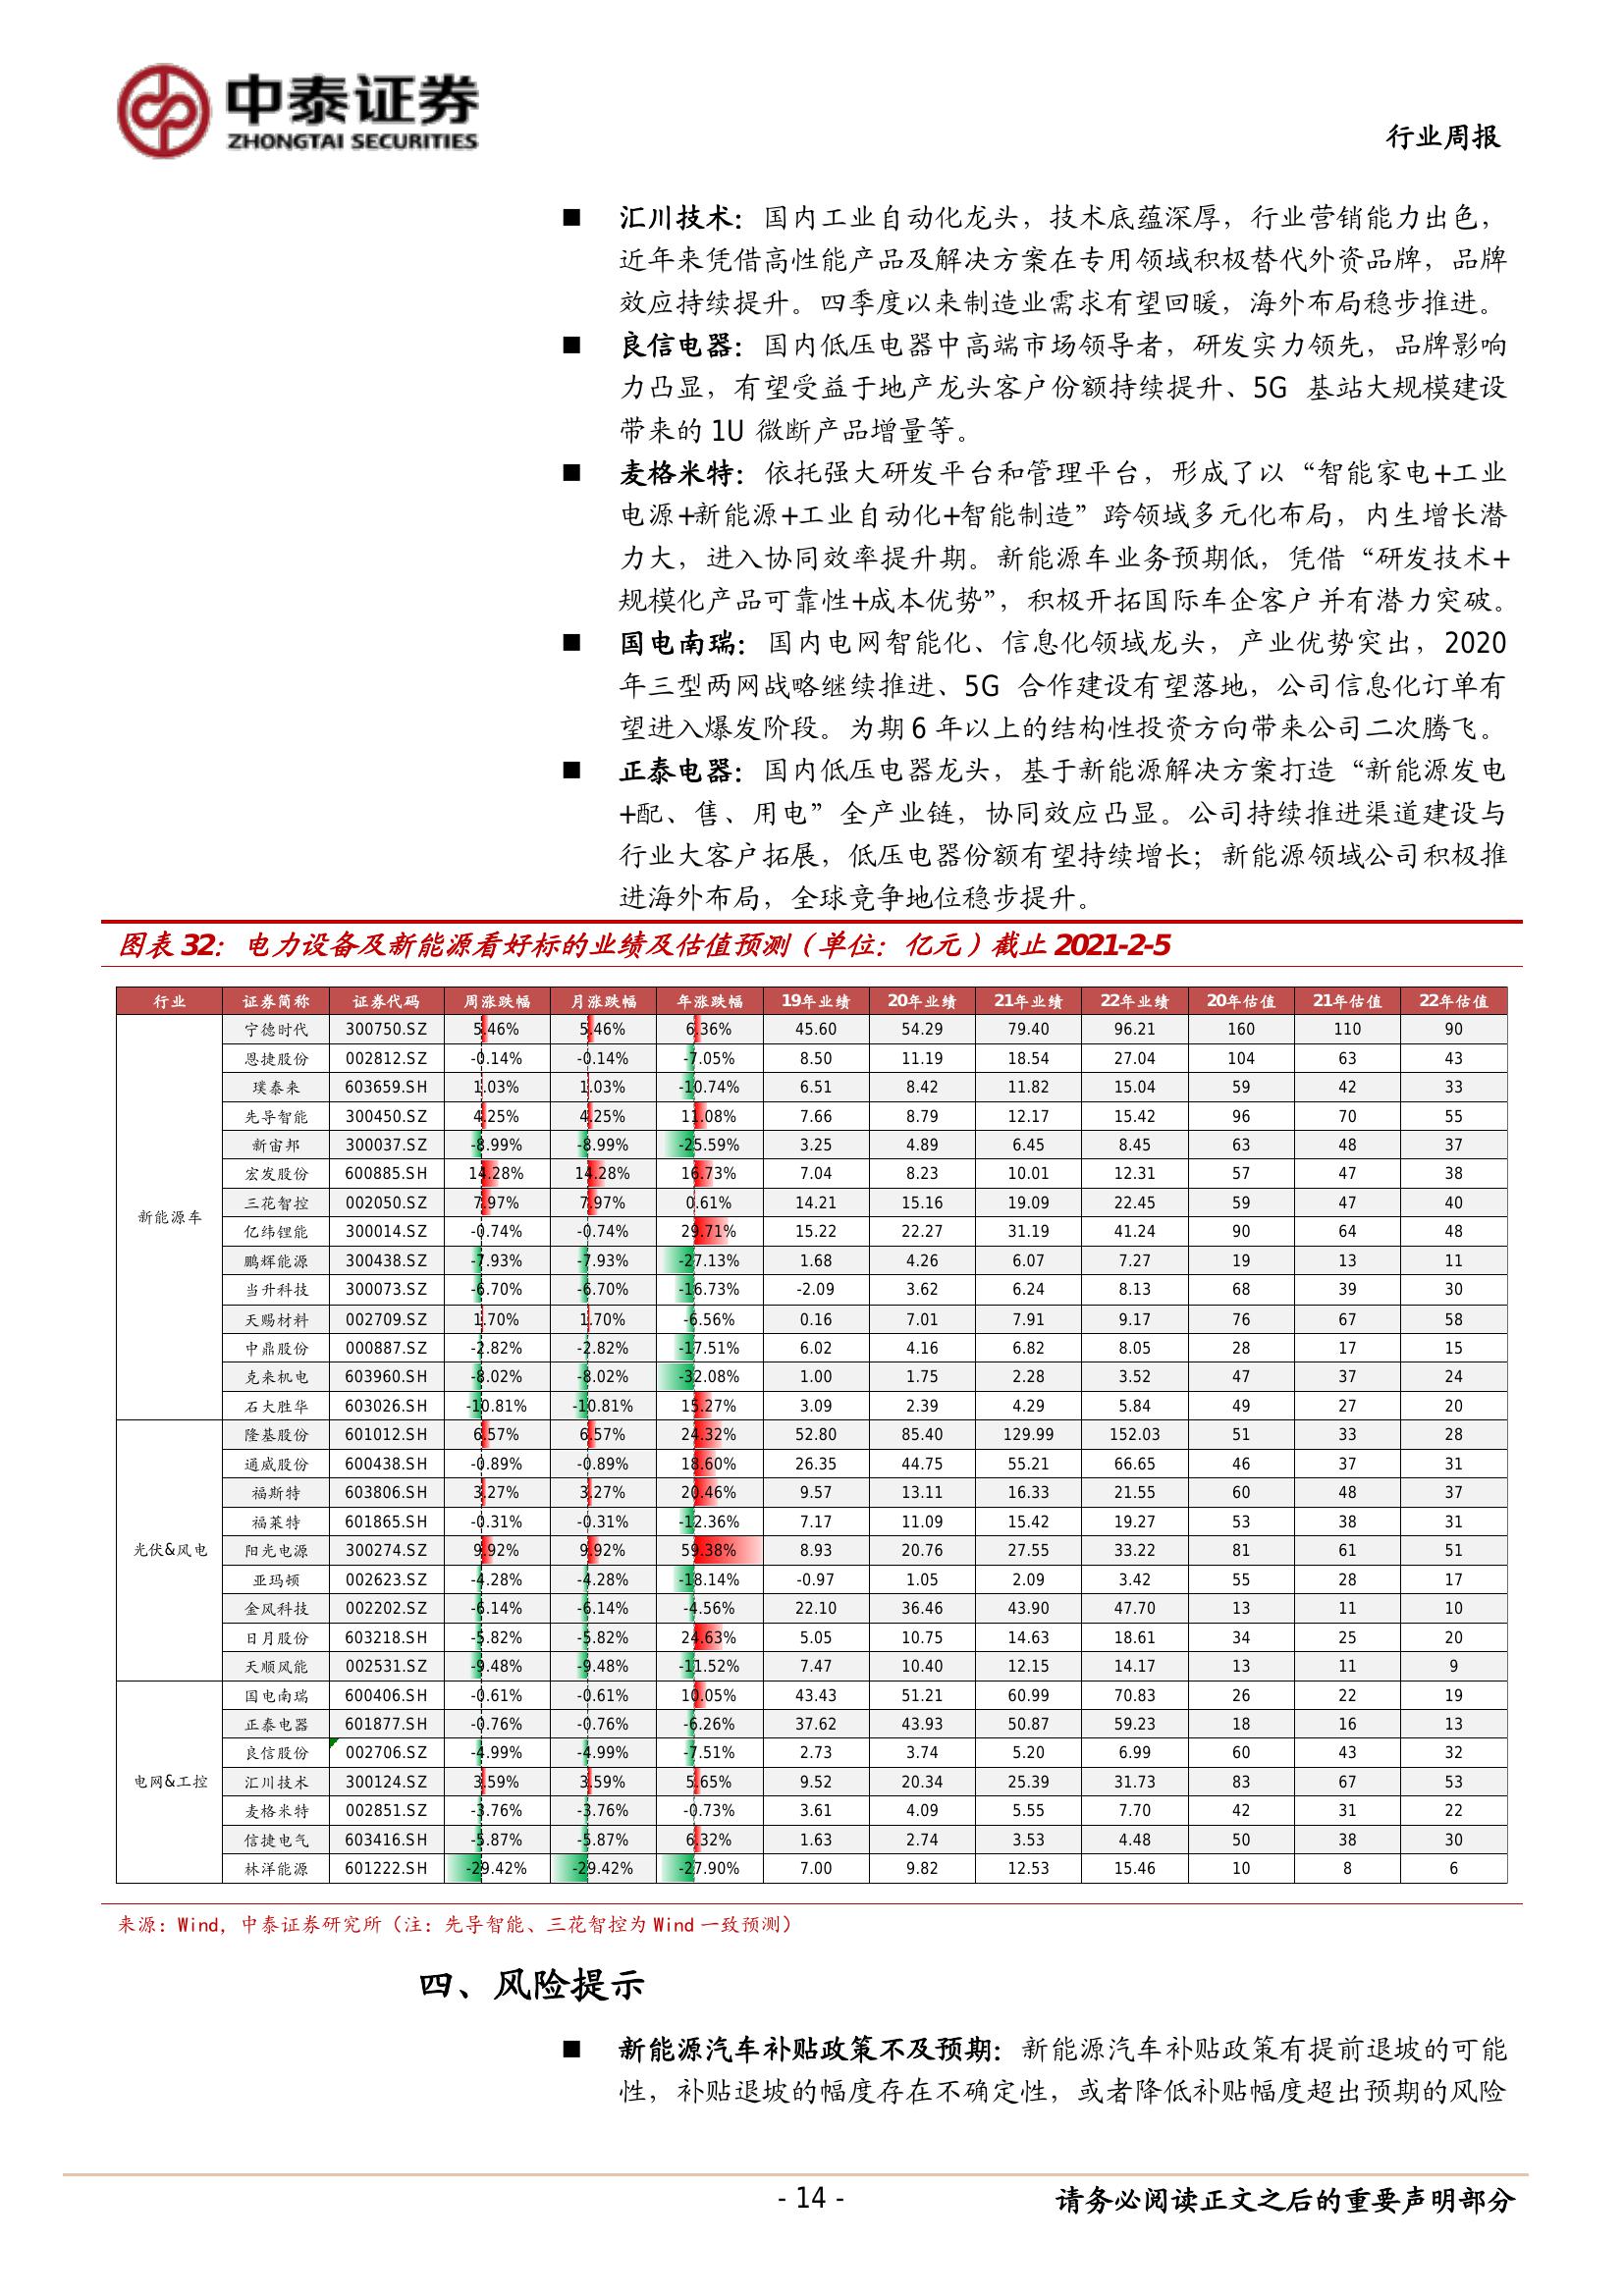 中泰证券
ZHONGTAI SECURITIES
行业周报
■ 汇川技术：国内工业自动化龙头，技术底蕴深厚，行业营销能力出色，
近年来凭借高性能产品及解决方案在专用领域积极替代外资品牌，品牌
效应持续提升。四季度以来制造业需求有望回暖，海外布局稳步推进。
■ 良信电器：国内低压电器中高端市场领导者，研发实力领先，品牌影响
力凸显，有望受益于地产龙头客户份额持续提升、5G 基站大规模建设
带来的 1U 微断产品增量等。
■ 麦格米特：依托强大研发平台和管理平台，形成了以“智能家电+工业
电源+新能源+工业自动化+智能制造”跨领域多元化布局，内生增长潜
力大，进入协同效率提升期。新能源车业务预期低，凭借“研发技术+
规模化产品可靠性+成本优势”，积极开拓国际车企客户并有潜力突破。
■ 国电南瑞：国内电网智能化、信息化领域龙头，产业优势突出，2020
年三型两网战略继续推进、5G 合作建设有望落地，公司信息化订单有
望进入爆发阶段。为期 6 年以上的结构性投资方向带来公司二次腾飞。
■ 正泰电器：国内低压电器龙头，基于新能源解决方案打造“新能源发电
+配、售、用电”全产业链，协同效应凸显。公司持续推进渠道建设与
行业大客户拓展，低压电器份额有望持续增长；新能源领域公司积极推
进海外布局，全球竞争地位稳步提升。
图表 32：电力设备及新能源看好标的业绩及估值预测（单位：亿元）截止 2021-2-5
行业 证券简称 证券代码 周涨跌幅 月涨跌幅 年涨跌幅 19年业绩 20年业绩 21年业绩 22年业绩 20年估值 21年估值 22年估值
新能源车
宁德时代 300750.SZ 5.46% 5.46% 6.36% 45.60 54.29 79.40 96.21 160 110 90
恩捷股份 002812.SZ -0.14% -0.14% -7.05% 8.50 11.19 18.54 27.04 104 63 43
璞泰来 603659.SH 1.03% 1.03% -10.74% 6.51 8.42 11.82 15.04 59 42 33
先导智能 300450.SZ 4.25% 4.25% 11.08% 7.66 8.79 12.17 15.42 96 70 55
新宙邦 300037.SZ -8.99% -8.99% -25.59% 3.25 4.89 6.45 8.45 63 48 37
宏发股份 600885.SH 14.28% 14.28% 16.73% 7.04 8.23 10.01 12.31 57 47 38
三花智控 002050.SZ 7.97% 7.97% 0.61% 14.21 15.16 19.09 22.45 59 47 40
亿纬锂能 300014.SZ -0.74% -0.74% 29.71% 15.22 22.27 31.19 41.24 90 64 48
鹏辉能源 300438.SZ -7.93% -7.93% -27.13% 1.68 4.26 6.07 7.27 19 13 11
当升科技 300073.SZ -6.70% -6.70% -16.73% -2.09 3.62 6.24 8.13 68 39 30
天赐材料 002709.SZ 1.70% 1.70% -6.56% 0.16 7.01 7.91 9.17 76 67 58
中鼎股份 000887.SZ -2.82% -2.82% -17.51% 6.02 4.16 6.82 8.05 28 17 15
克来机电 603960.SH -8.02% -8.02% -32.08% 1.00 1.75 2.28 3.52 47 37 24
石大胜华 603026.SH -10.81% -10.81% 15.27% 3.09 2.39 4.29 5.84 49 27 20
光伏&风电
隆基股份 601012.SH 6.57% 6.57% 24.32% 52.80 85.40 129.99 152.03 51 33 28
通威股份 600438.SH -0.89% -0.89% 18.60% 26.35 44.75 55.21 66.65 46 37 31
福斯特 603806.SH 3.27% 3.27% 20.46% 9.57 13.11 16.33 21.55 60 48 37
福莱特 601865.SH -0.31% -0.31% -12.36% 7.17 11.09 15.42 19.27 53 38 31
阳光电源 300274.SZ 9.92% 9.92% 59.38% 8.93 20.76 27.55 33.22 81 61 51
亚玛顿 002623.SZ -4.28% -4.28% -18.14% -0.97 1.05 2.09 3.42 55 28 17
金风科技 002202.SZ -6.14% -6.14% -4.56% 22.10 36.46 43.90 47.70 13 11 10
日月股份 603218.SH -5.82% -5.82% 24.63% 5.05 10.75 14.63 18.61 34 25 20
天顺风能 002531.SZ -9.48% -9.48% -11.52% 7.47 10.40 12.15 14.17 13 11 9
电网&工控
国电南瑞 600406.SH -0.61% -0.61% 10.05% 43.43 51.21 60.99 70.83 26 22 19
正泰电器 601877.SH -0.76% -0.76% -6.26% 37.62 43.93 50.87 59.23 18 16 13
良信股份 002706.SZ -4.99% -4.99% -7.51% 2.73 3.74 5.20 6.99 60 43 32
汇川技术 300124.SZ 3.59% 3.59% 5.65% 9.52 20.34 25.39 31.73 83 67 53
麦格米特 002851.SZ -3.76% -3.76% -0.73% 3.61 4.09 5.55 7.70 42 31 22
信捷电气 603416.SH -5.87% -5.87% 6.32% 1.63 2.74 3.53 4.48 50 38 30
林洋能源 601222.SH -29.42% -29.42% -27.90% 7.00 9.82 12.53 15.46 10 8 6
来源：Wind，中泰证券研究所（注：先导智能、三花智控为 Wind 一致预测）
四、风险提示
■ 新能源汽车补贴政策不及预期：新能源汽车补贴政策有提前退坡的可能
性，补贴退坡的幅度存在不确定性，或者降低补贴幅度超出预期的风险
- 14 -
请务必阅读正文之后的重要声明部分